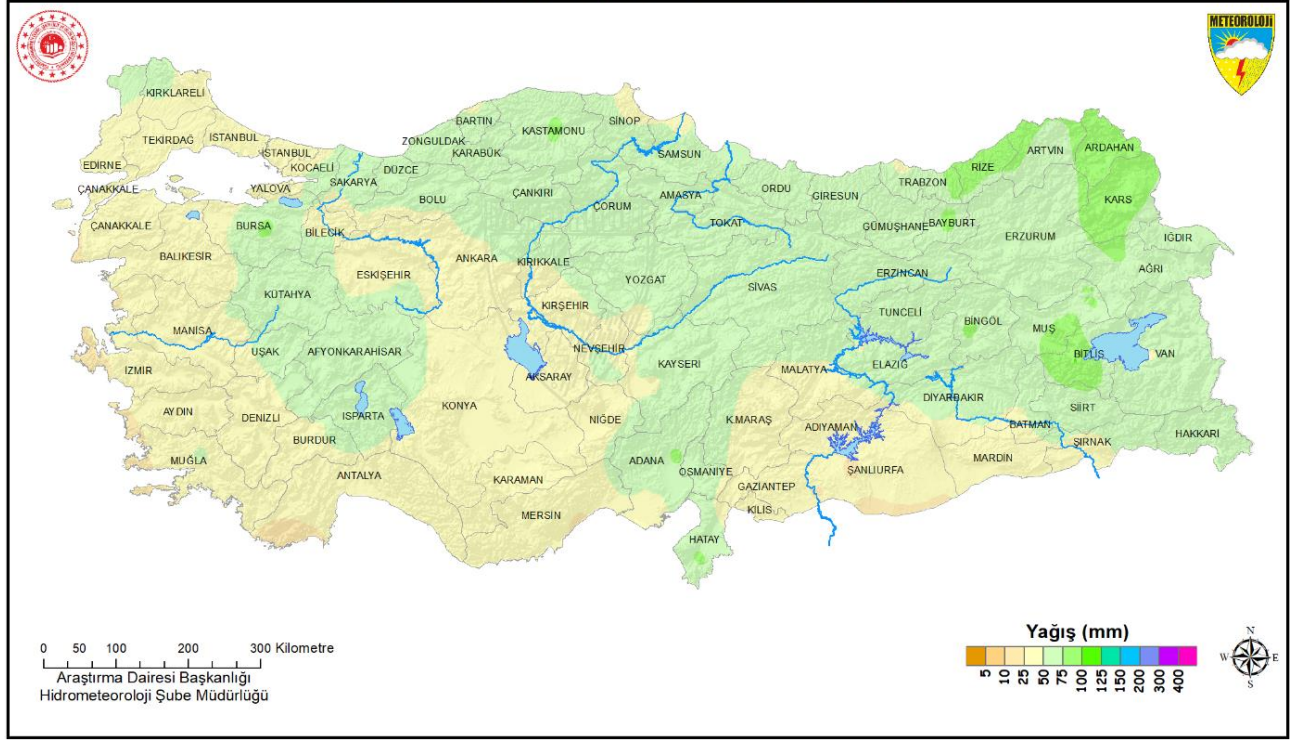 METEOROLOJİ
KIRKLARELİ
TEKİRDAĞ
İSTANBUL
EDİRNE
İSTANBUL
KOCAELİ
YALOVA
ÇANAKKALE
ÇANAKKALE
SAKARYA
DÜZCE
ZONGULDAK
BARTIN
KARABÜK
KASTAMONU
SİNOP
SAMSUN
BOLU
ÇANKIRI
ÇORUM
AMASYA
TOKAT
ORDU
GİRESUN
TRABZON
RİZE
ARTVİN
ARDAHAN
KARS
GÜMÜŞHANE
BAYBURT
ERZURUM
IĞDIR
AĞRI
BURSA
BİLECİK
BALIKESİR
ESKİŞEHİR
ANKARA
KIRIKKALE
YOZGAT
SİVAS
ERZİNCAN
TUNCELİ
BİNGÖL
MUŞ
BİTLİS
VAN
KÜTAHYA
MANİSA
UŞAK
AFYONKARAHİSAR
KIRŞEHİR
NEVŞEHİR
AKSARAY
KAYSERİ
MALATYA
ELAZIĞ
DİYARBAKIR
SİİRT
BATMAN
ŞIRNAK
HAKKARİ
İZMİR
AYDIN
DENİZLİ
ISPARTA
BURDUR
KONYA
NİĞDE
K.MARAŞ
ADIYAMAN
MARDİN
MUĞLA
ANTALYA
KARAMAN
MERSİN
ADANA
OSMANİYE
GAZİANTEP
KİLİS
ŞANLIURFA
HATAY
0 50 100 200 300 Kilometre
Araştırma Dairesi Başkanlığı
Hidrometeoroloji Şube Müdürlüğü
Yağış (mm)
5 10 25 50 75 100 125 150 200 300 400
N
W E
S